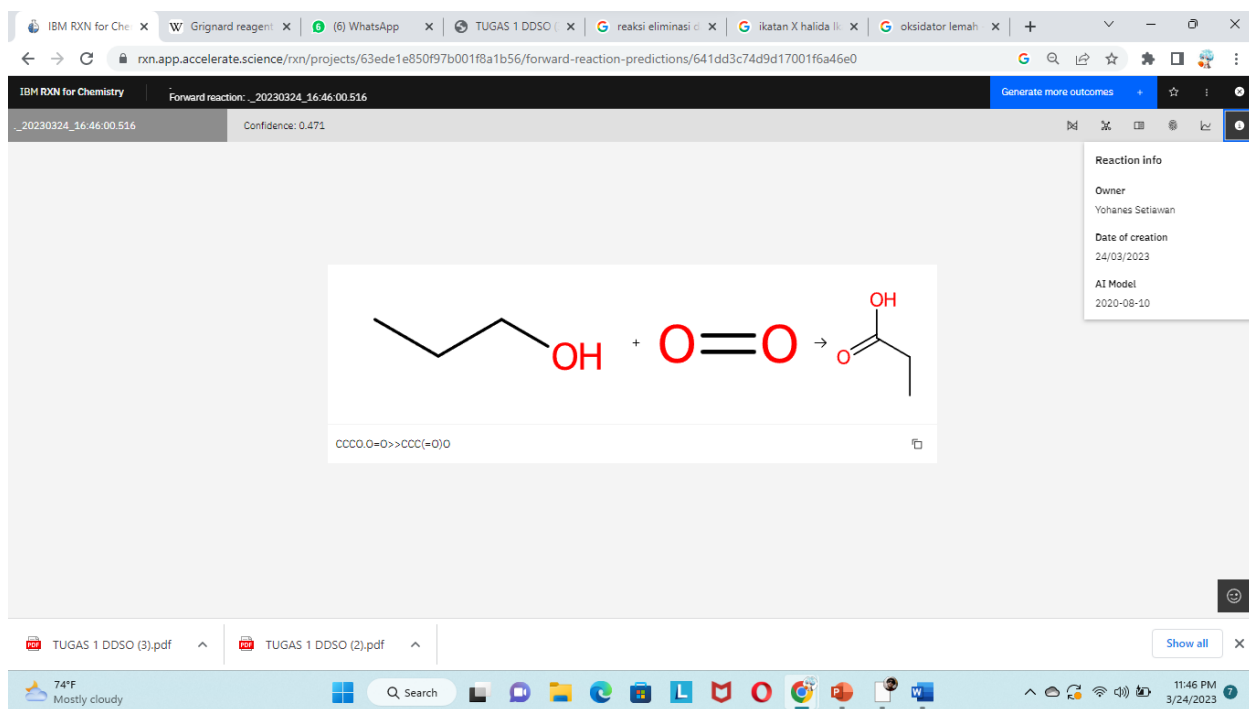 IBM RXN for Che
Grignard reagent
(6) WhatsApp
TUGAS 1 DDSO (
reaksi eliminasi d
ikatan X halida lk
oksidator lemah
rxn.app.accelerate.science/rxn/projects/63ede1e850f97b001f8a1b56/forward-reaction-predictions/641dd3c74d9d17001f6a46e0
IBM RXN for Chemistry
Forward reaction: ._20230324_16:46:00.516
Generate more outcomes +
._20230324_16:46:00.516
Confidence: 0.471
Reaction info
Owner
Yohanes Setiawan
Date of creation
24/03/2023
AI Model
2020-08-10
OH + O=O → O OH
CCCO.O=O>>CCC(=O)O
TUGAS 1 DDSO (3).pdf
TUGAS 1 DDSO (2).pdf
Show all
74°F
Mostly cloudy
Search
11:46 PM
3/24/2023
7